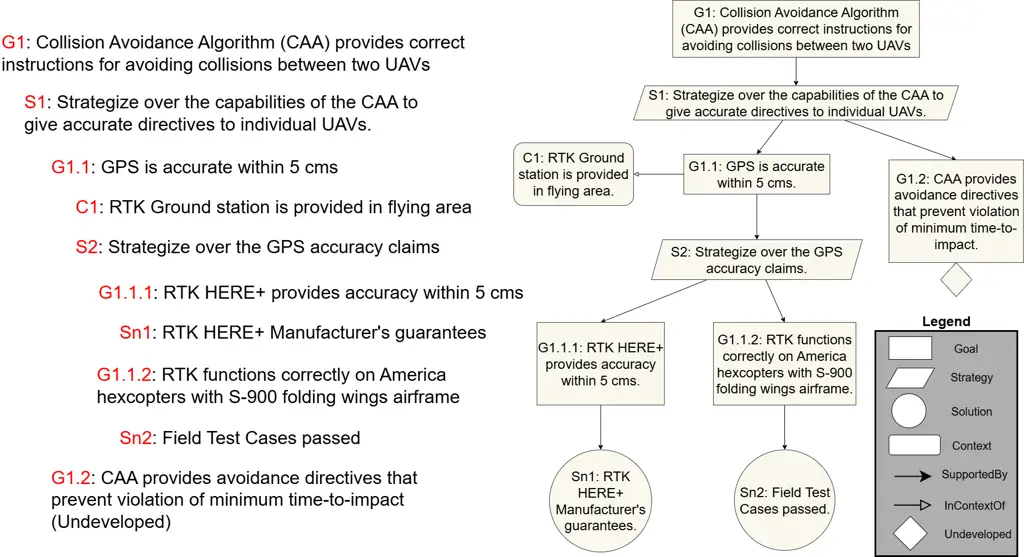 G1: Collision Avoidance Algorithm (CAA) provides correct
instructions for avoiding collisions between two UAVs
S1: Strategize over the capabilities of the CAA to
give accurate directives to individual UAVs.
G1.1: GPS is accurate within 5 cms
C1: RTK Ground station is provided in flying area
S2: Strategize over the GPS accuracy claims
G1.1.1: RTK HERE+ provides accuracy within 5 cms
Sn1: RTK HERE+ Manufacturer's guarantees
G1.1.2: RTK functions correctly on America
hexcopters with S-900 folding wings airframe
Sn2: Field Test Cases passed
G1.2: CAA provides avoidance directives that
prevent violation of minimum time-to-impact
(Undeveloped)
G1: Collision Avoidance Algorithm
(CAA) provides correct instructions for
avoiding collisions between two UAVs
S1: Strategize over the capabilities of the CAA to
give accurate directives to individual UAVs.
C1: RTK Ground
station is provided
in flying area.
G1.1: GPS is accurate
within 5 cms.
G1.2: CAA provides
avoidance directives
that prevent violation
of minimum time-to-
impact.
S2: Strategize over the GPS
accuracy claims.
G1.1.1: RTK HERE+
provides accuracy
within 5 cms.
G1.1.2: RTK functions
correctly on America
hexcopters with S-900
folding wings airframe.
Sn1: RTK
HERE+
Manufacturer's
guarantees.
Sn2: Field Test
Cases passed.
Legend
Goal
Strategy
Solution
Context
SupportedBy
InContextOf
Undeveloped